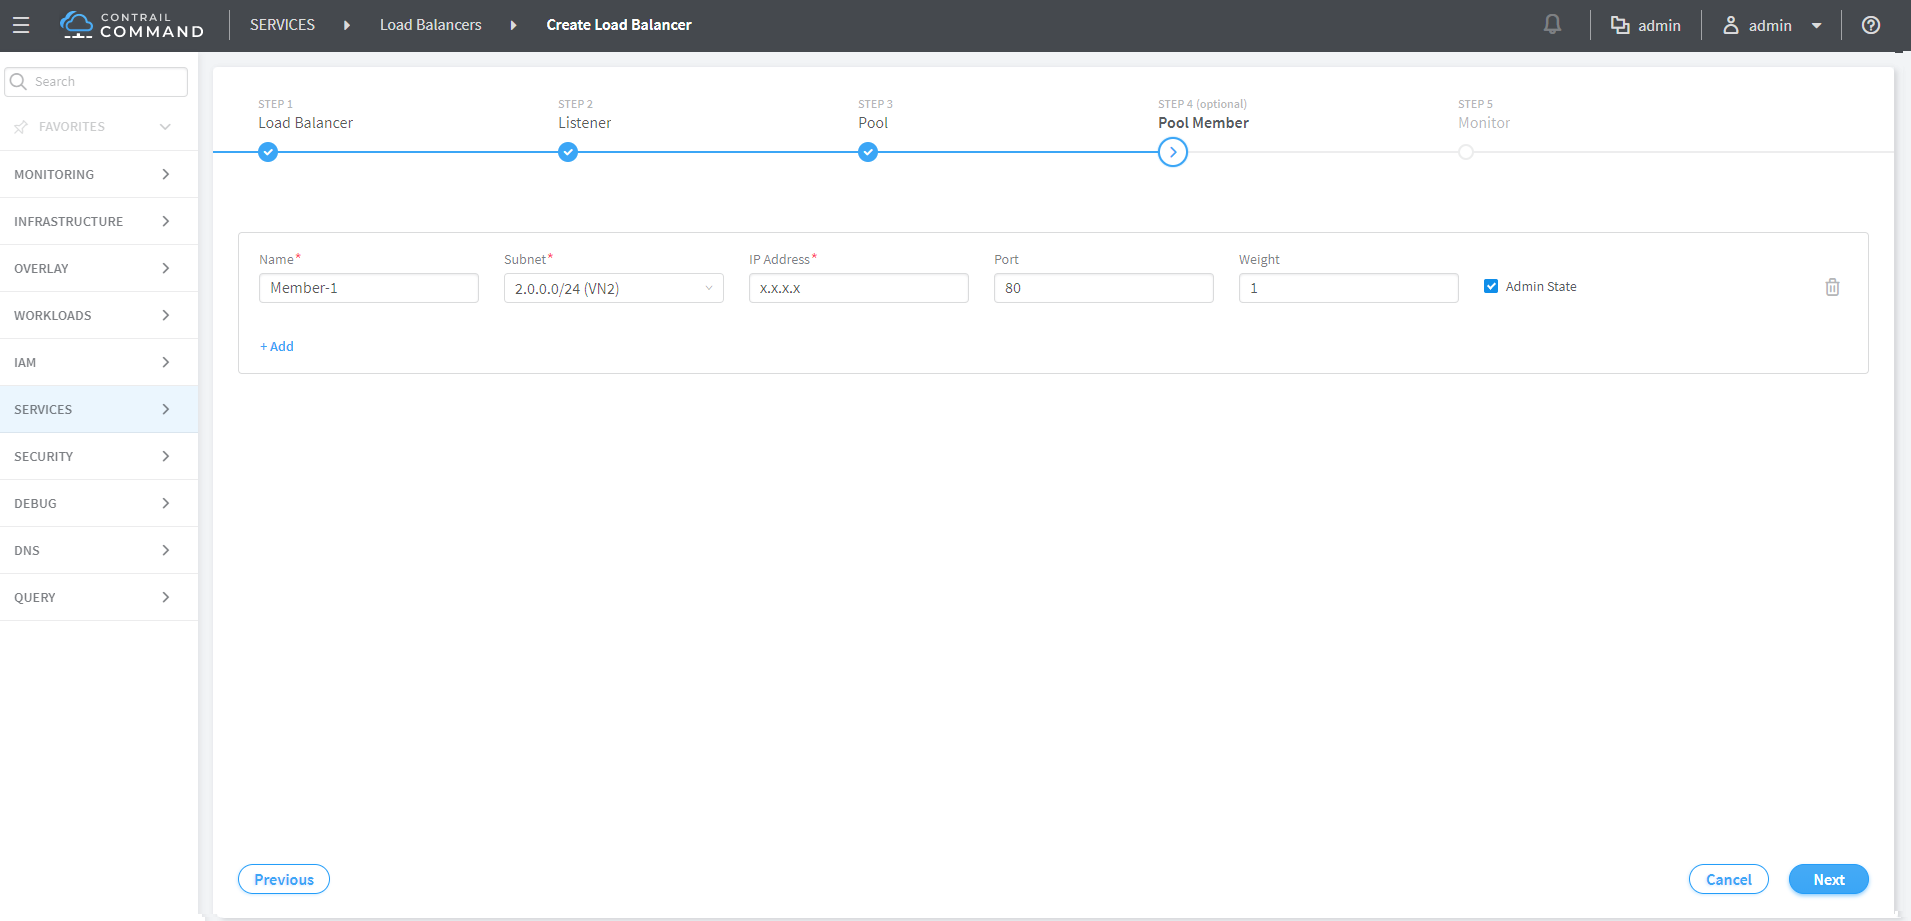 CONTRAIL
COMMAND
SERVICES
Load Balancers
Create Load Balancer
admin
admin
Search
FAVORITES
MONITORING
INFRASTRUCTURE
OVERLAY
WORKLOADS
IAM
SERVICES
SECURITY
DEBUG
DNS
QUERY
STEP 1
Load Balancer
STEP 2
Listener
STEP 3
Pool
STEP 4 (optional)
Pool Member
STEP 5
Monitor
Name*
Member-1
Subnet*
2.0.0.0/24 (VN2)
IP Address*
x.x.x.x
Port
80
Weight
1
Admin State
+ Add
Previous
Cancel
Next